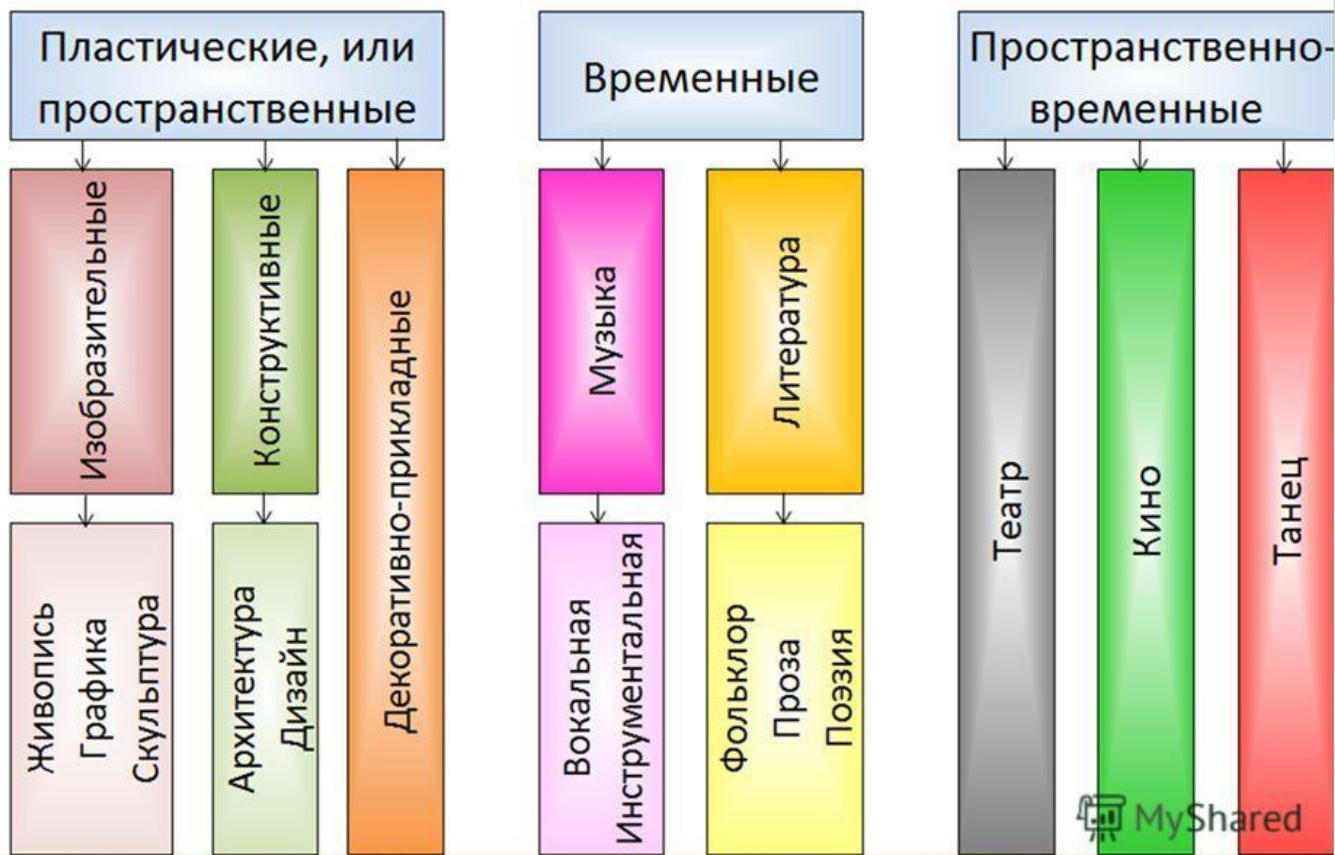 Пластические, или
пространственные
Временные
Пространственно-
временные
Изобразительные
Конструктивные
Декоративно-прикладные
Музыка
Литература
Театр
Кино
Танец
Живопись
Графика
Скульптура
Архитектура
Дизайн
Вокальная
Инструментальная
Фольклор
Проза
Поэзия
MyShared